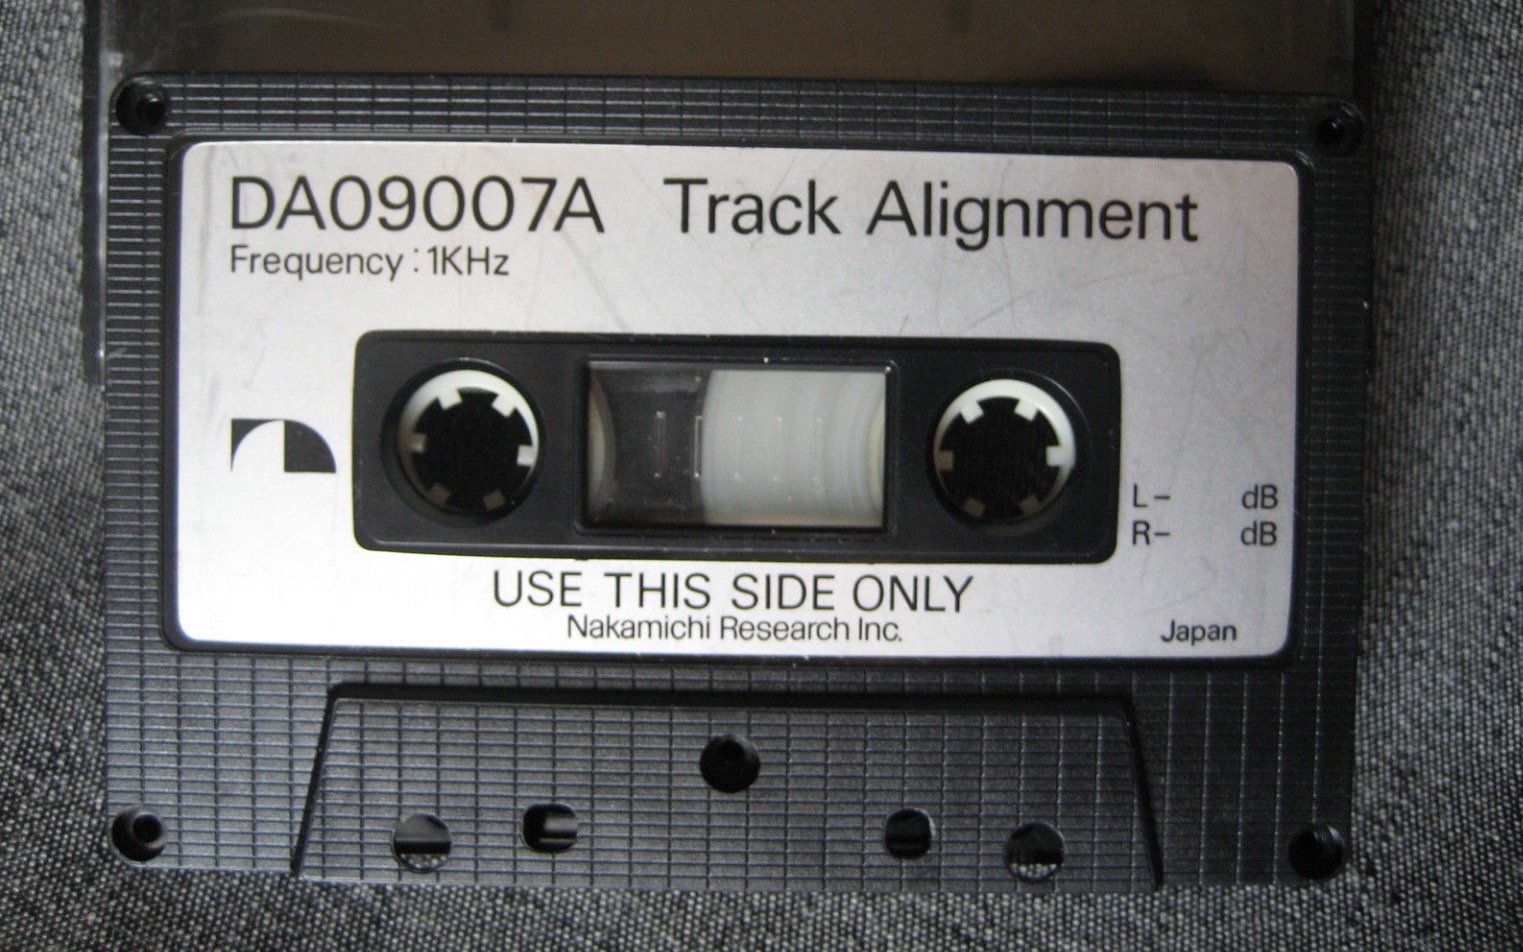 DA09007A Track Alignment
Frequency : 1KHz
L – dB
R – dB
USE THIS SIDE ONLY
Nakamichi Research Inc.
Japan